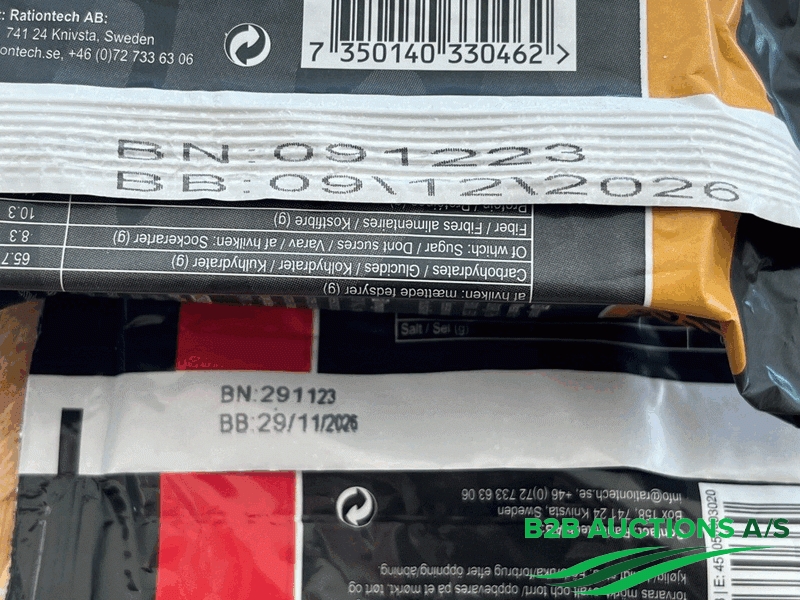 : Rationtech AB:
741 24 Knivsta, Sweden
ontech.se, +46 (0)72 733 63 06
7 350140 330462 >
BN:091223
BB:09\12\2026
Fiber / Fibres alimentaires / Kostfibre (g)
10.3
Of which: Sugar / Dont sucres / Varav af hvilken: Sockerarter (g)
8.3
Carbohydrates / Glucides / Kolhydrater / Kulhydrater (g)
65.7
af hvilken: mættede fedsyrer (g)
Salt / Sel (g)
BN:291123
BB:29/11/2026
info@rationtech.se, +46 (0)72 733 63 06
Box 158, 741 24 Knivsta, Sweden
B2B AUCTIONS A/S